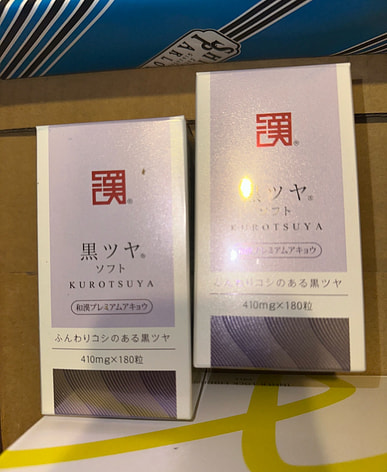 漢®
黒ツヤ®
ソフト
KUROTSUYA
和漢プレミアムアキョウ
ふんわりコシのある黒ツヤ
410mg×180粒
漢®
黒ツヤ®
ソフト
KUROTSUYA
プレミアムアキョウ
ふんわりコシのある黒ツヤ
410mg×180粒